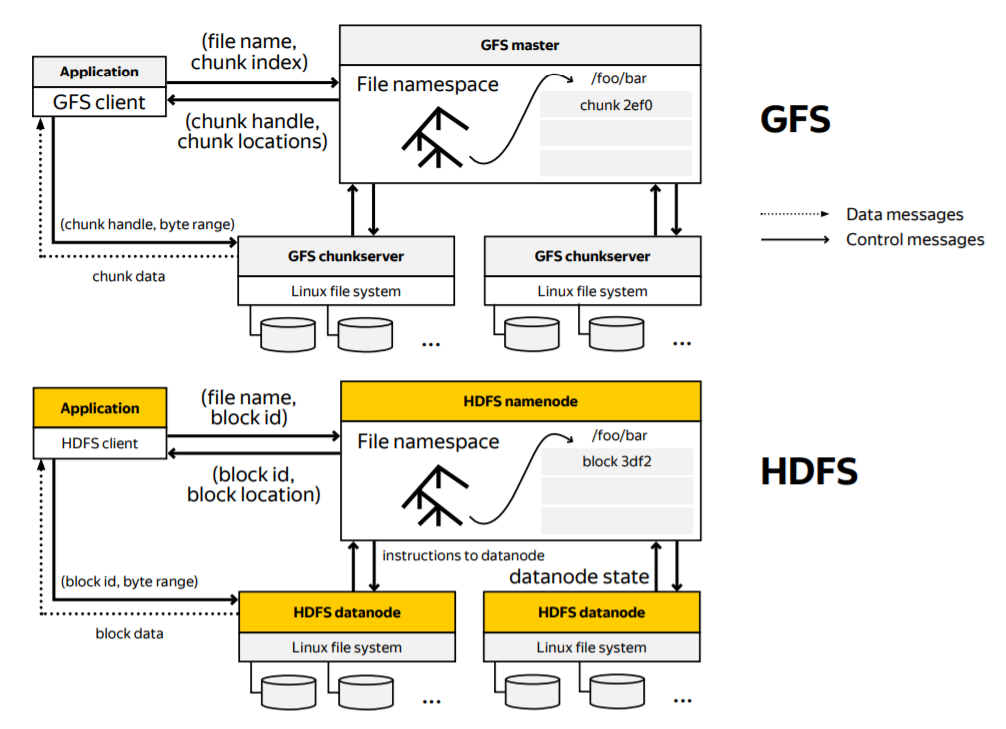 (file name,
chunk index)
GFS master
Application
GFS client
(chunk handle,
chunk locations)
File namespace
/foo/bar
chunk 2ef0
GFS
Data messages
Control messages
(chunk handle, byte range)
chunk data
GFS chunkserver
Linux file system
...
GFS chunkserver
Linux file system
...
(file name,
block id)
HDFS namenode
Application
HDFS client
(block id,
block location)
File namespace
/foo/bar
block 3df2
HDFS
instructions to datanode
datanode state
(block id, byte range)
block data
HDFS datanode
Linux file system
...
HDFS datanode
Linux file system
...